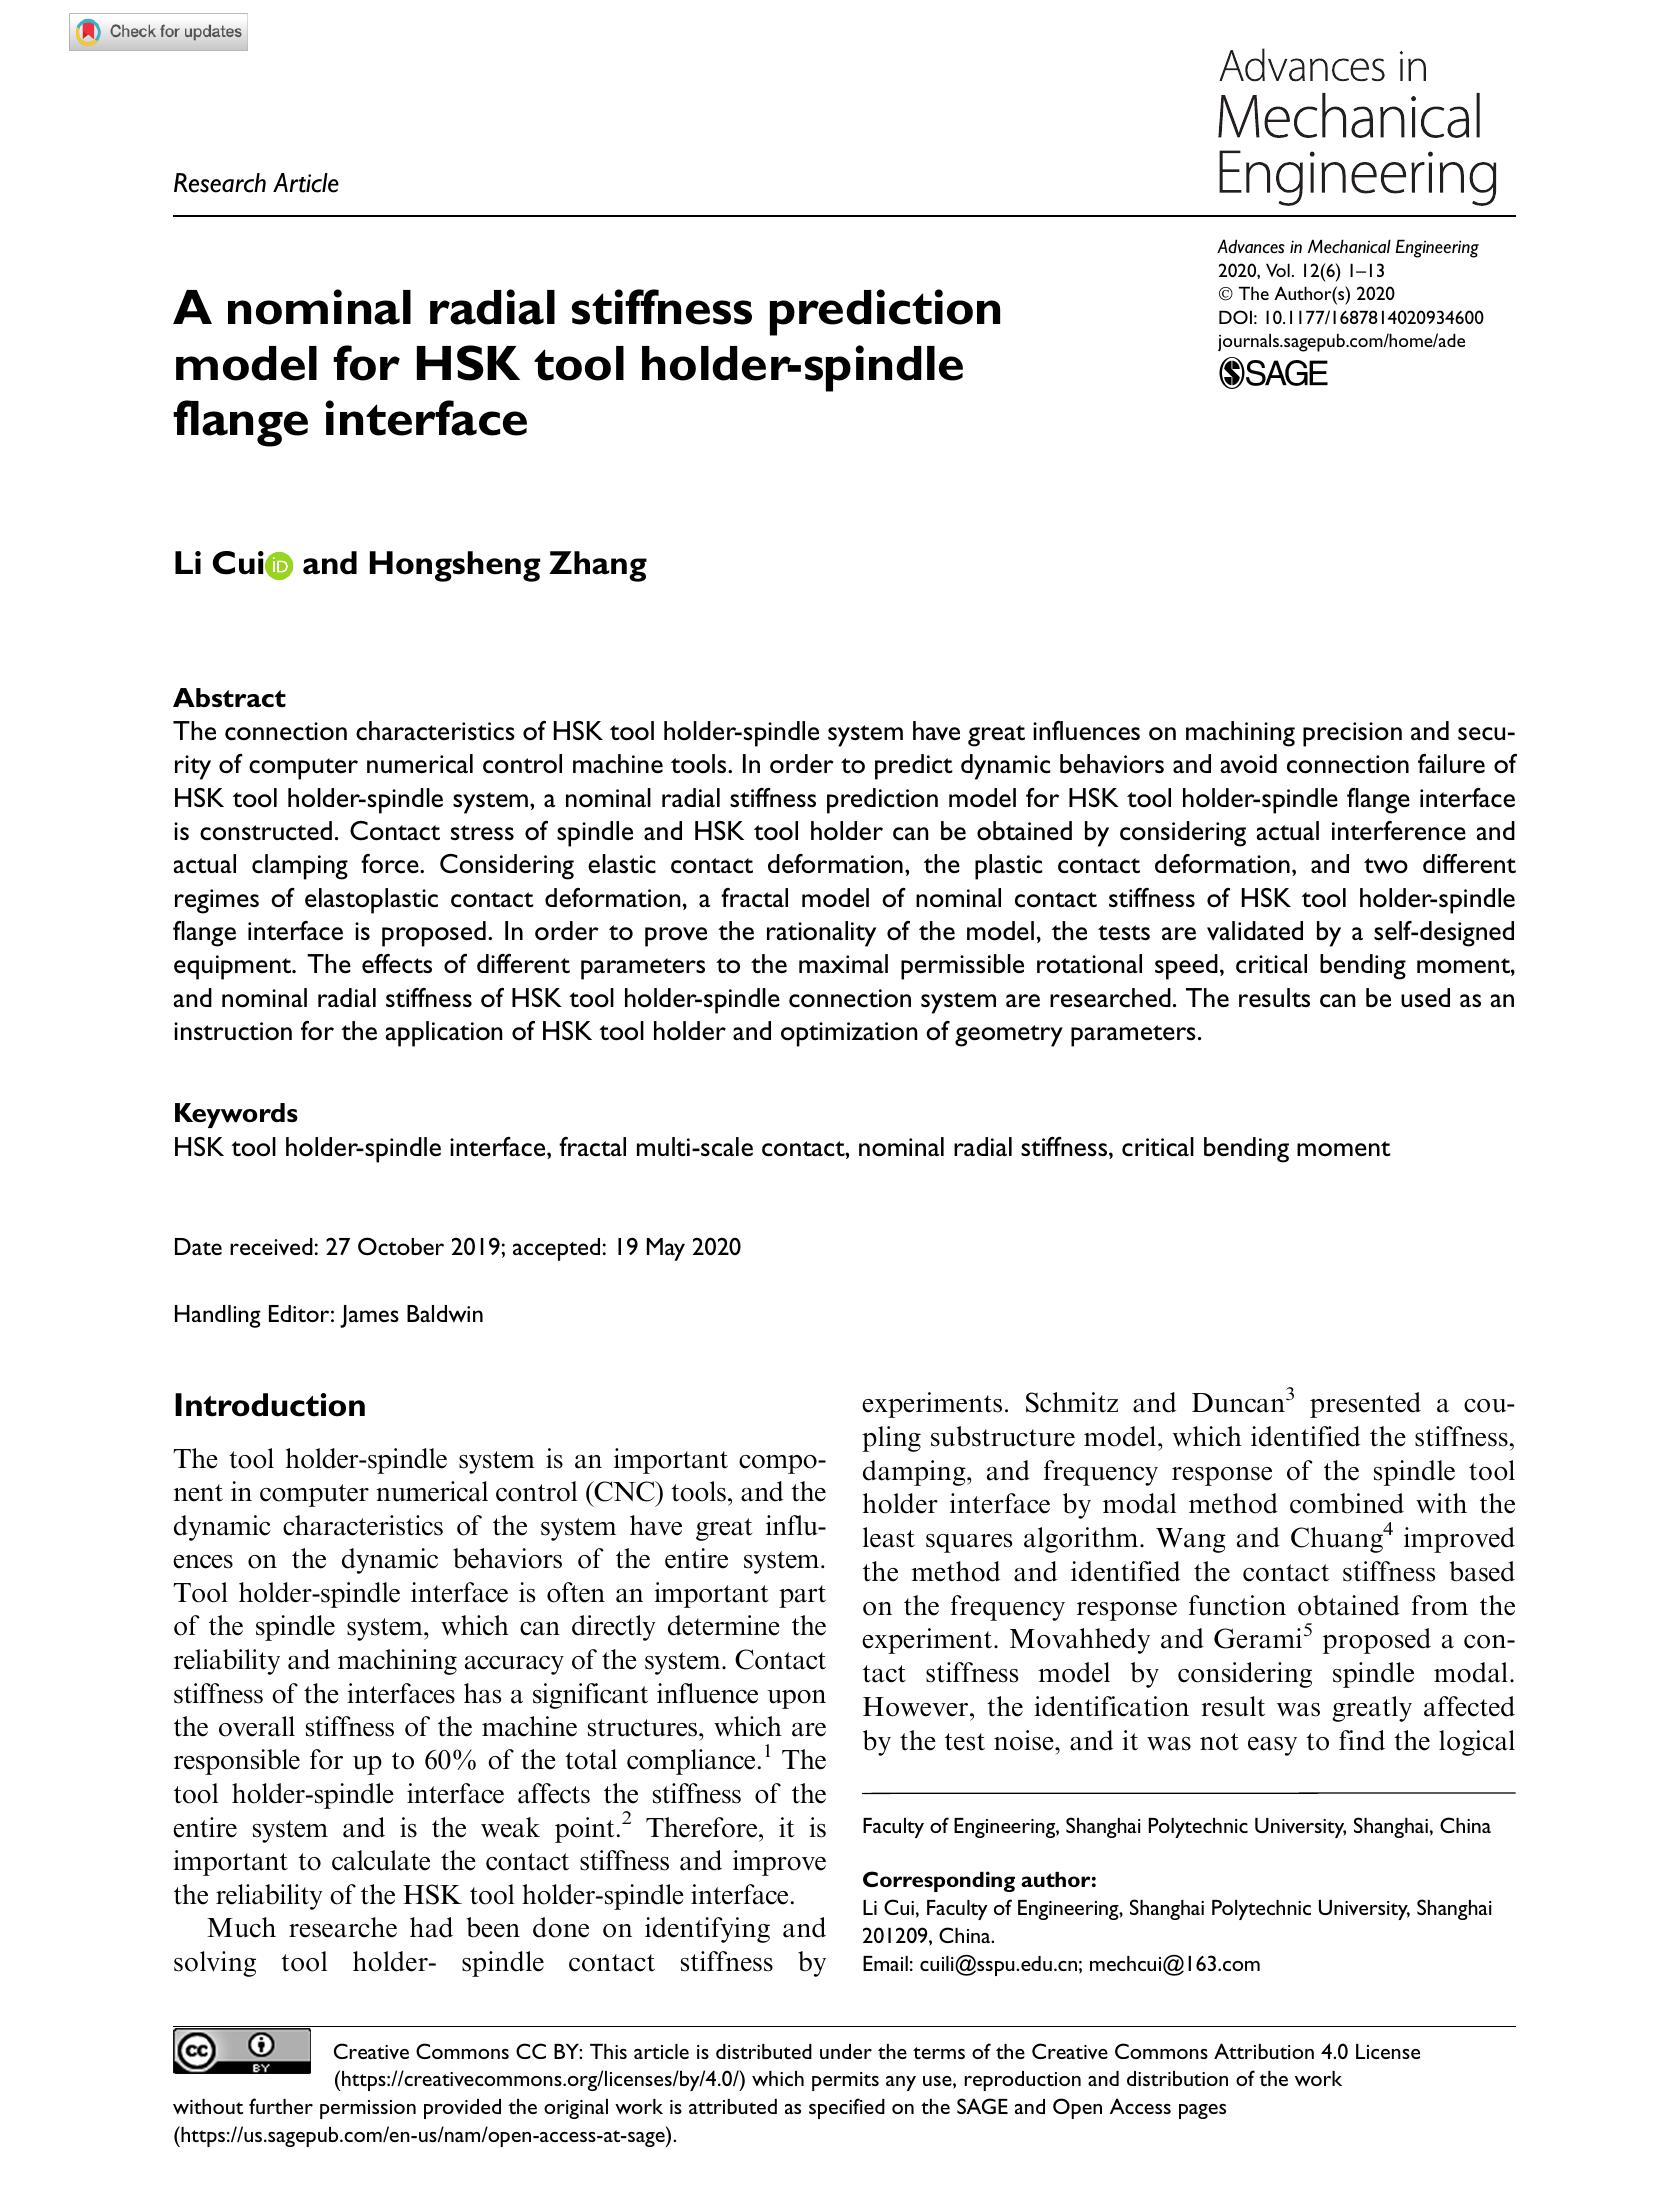 Check for updates
Advances in
Mechanical
Engineering
Research Article
Advances in Mechanical Engineering
2020, Vol. 12(6) 1–13
© The Author(s) 2020
DOI: 10.1177/1687814020934600
journals.sagepub.com/home/ade
SAGE
A nominal radial stiffness prediction
model for HSK tool holder-spindle
flange interface
Li Cui iD and Hongsheng Zhang
Abstract
The connection characteristics of HSK tool holder-spindle system have great influences on machining precision and secu-
rity of computer numerical control machine tools. In order to predict dynamic behaviors and avoid connection failure of
HSK tool holder-spindle system, a nominal radial stiffness prediction model for HSK tool holder-spindle flange interface
is constructed. Contact stress of spindle and HSK tool holder can be obtained by considering actual interference and
actual clamping force. Considering elastic contact deformation, the plastic contact deformation, and two different
regimes of elastoplastic contact deformation, a fractal model of nominal contact stiffness of HSK tool holder-spindle
flange interface is proposed. In order to prove the rationality of the model, the tests are validated by a self-designed
equipment. The effects of different parameters to the maximal permissible rotational speed, critical bending moment,
and nominal radial stiffness of HSK tool holder-spindle connection system are researched. The results can be used as an
instruction for the application of HSK tool holder and optimization of geometry parameters.
Keywords
HSK tool holder-spindle interface, fractal multi-scale contact, nominal radial stiffness, critical bending moment
Date received: 27 October 2019; accepted: 19 May 2020
Handling Editor: James Baldwin
Introduction
The tool holder-spindle system is an important compo-
nent in computer numerical control (CNC) tools, and the
dynamic characteristics of the system have great influ-
ences on the dynamic behaviors of the entire system.
Tool holder-spindle interface is often an important part
of the spindle system, which can directly determine the
reliability and machining accuracy of the system. Contact
stiffness of the interfaces has a significant influence upon
the overall stiffness of the machine structures, which are
responsible for up to 60% of the total compliance.1 The
tool holder-spindle interface affects the stiffness of the
entire system and is the weak point.2 Therefore, it is
important to calculate the contact stiffness and improve
the reliability of the HSK tool holder-spindle interface.
Much researche had been done on identifying and
solving tool holder- spindle contact stiffness by
experiments. Schmitz and Duncan3 presented a cou-
pling substructure model, which identified the stiffness,
damping, and frequency response of the spindle tool
holder interface by modal method combined with the
least squares algorithm. Wang and Chuang4 improved
the method and identified the contact stiffness based
on the frequency response function obtained from the
experiment. Movahhedy and Gerami5 proposed a con-
tact stiffness model by considering spindle modal.
However, the identification result was greatly affected
by the test noise, and it was not easy to find the logical
Faculty of Engineering, Shanghai Polytechnic University, Shanghai, China
Corresponding author:
Li Cui, Faculty of Engineering, Shanghai Polytechnic University, Shanghai
201209, China.
Email: cuili@sspu.edu.cn; mechcui@163.com
cc BY
Creative Commons CC BY: This article is distributed under the terms of the Creative Commons Attribution 4.0 License
(https://creativecommons.org/licenses/by/4.0/) which permits any use, reproduction and distribution of the work
without further permission provided the original work is attributed as specified on the SAGE and Open Access pages
(https://us.sagepub.com/en-us/nam/open-access-at-sage).